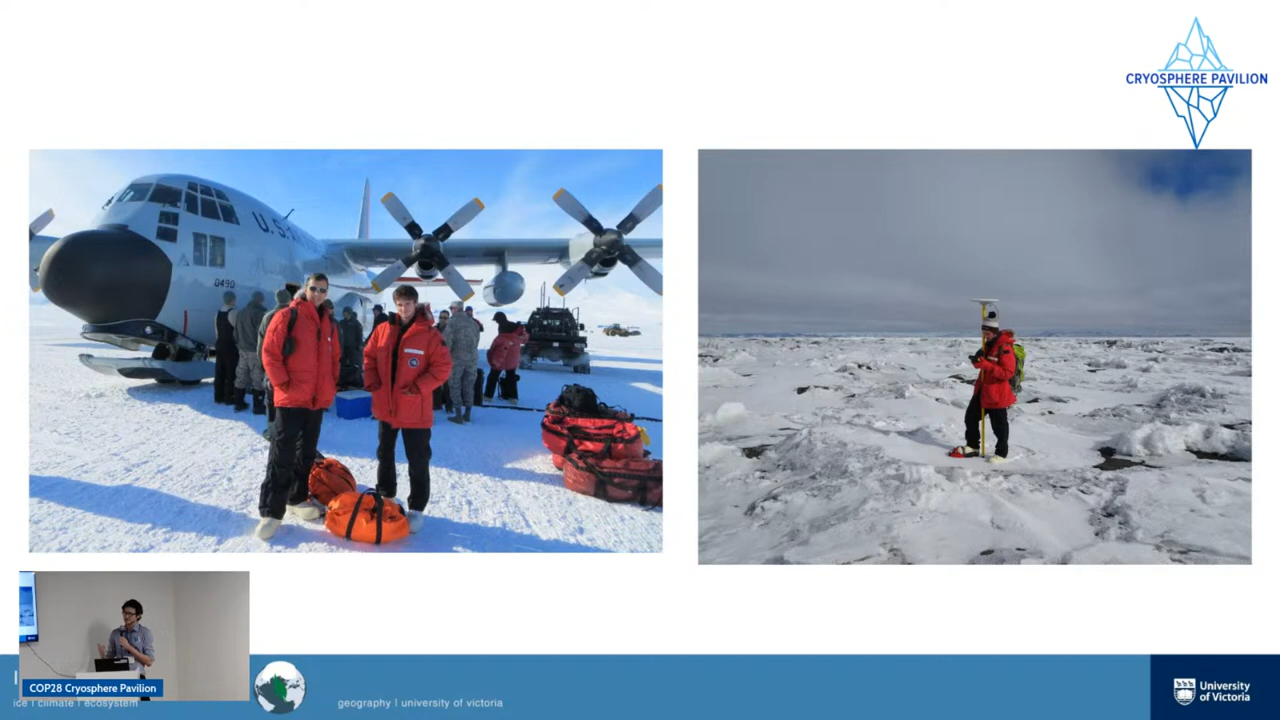 CRYOSPHERE PAVILION
0490
COP28 Cryosphere Pavilion
ice | climate | ecosystem
geography | university of victoria
University
of Victoria